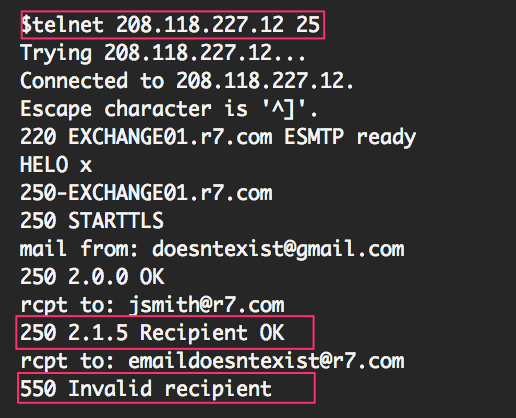 $telnet 208.118.227.12 25
Trying 208.118.227.12...
Connected to 208.118.227.12.
Escape character is '^]'.
220 EXCHANGE01.r7.com ESMTP ready
HELO x
250-EXCHANGE01.r7.com
250 STARTTLS
mail from: doesntexist@gmail.com
250 2.0.0 OK
rcpt to: jsmith@r7.com
250 2.1.5 Recipient OK
rcpt to: emaildoesntexist@r7.com
550 Invalid recipient